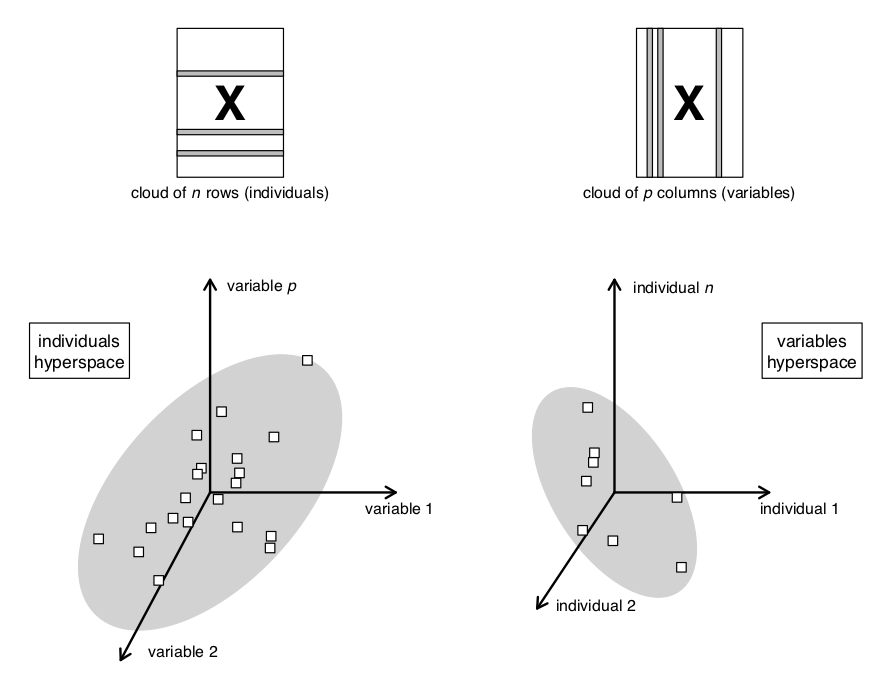 X
X
cloud of n rows (individuals)
cloud of p columns (variables)
variable p
individual n
individuals
hyperspace
variables
hyperspace
variable 1
individual 1
individual 2
variable 2